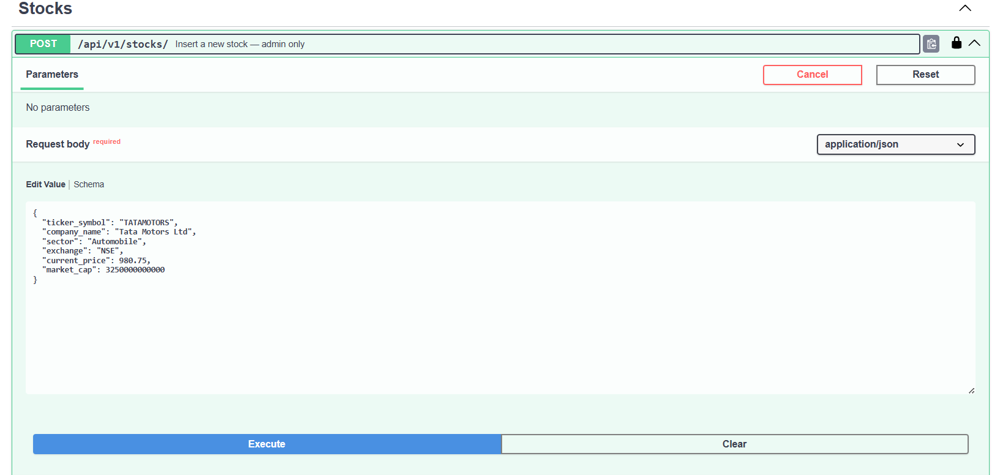 Stocks
POST /api/v1/stocks/ Insert a new stock — admin only
Parameters
Cancel
Reset
No parameters
Request body required
application/json
Edit Value | Schema
{
  "ticker_symbol": "TATAMOTORS",
  "company_name": "Tata Motors Ltd",
  "sector": "Automobile",
  "exchange": "NSE",
  "current_price": 980.75,
  "market_cap": 3250000000000
}
Execute
Clear